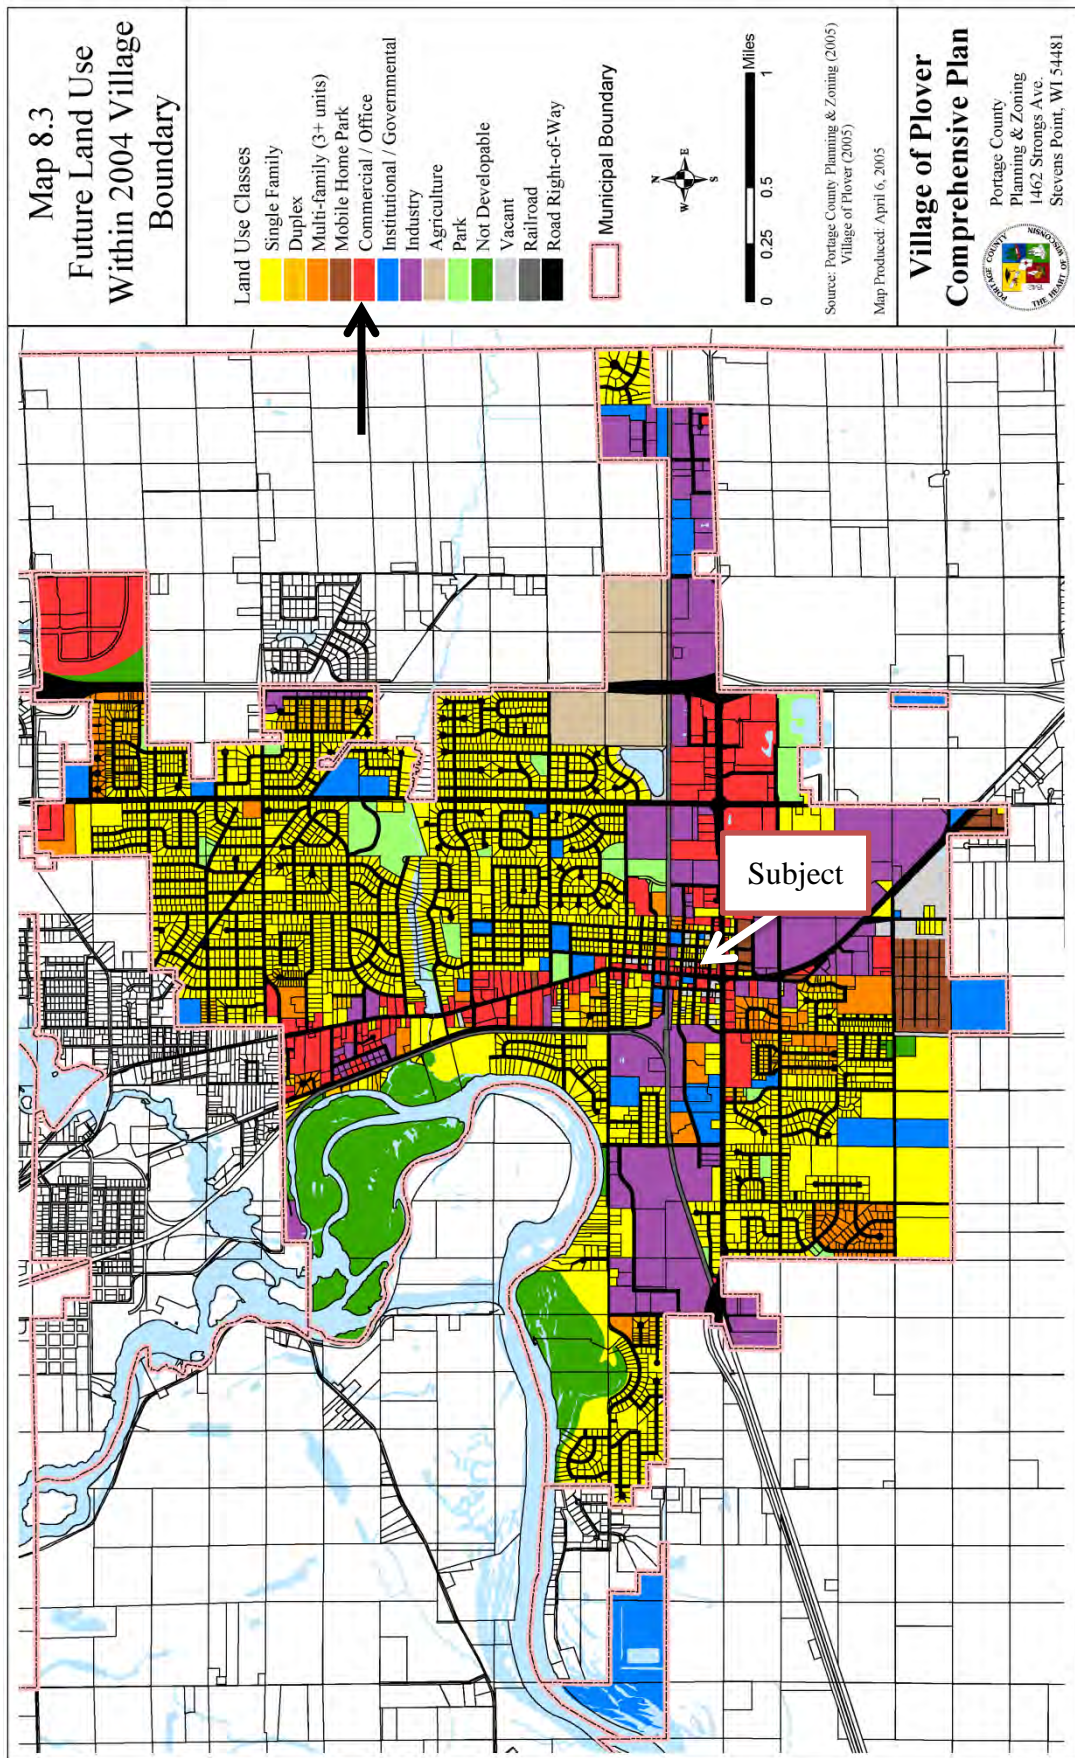 Map 8.3
Future Land Use
Within 2004 Village
Boundary
Land Use Classes
Single Family
Duplex
Multi-family (3+ units)
Mobile Home Park
Commercial / Office
Institutional / Governmental
Industry
Agriculture
Park
Not Developable
Vacant
Railroad
Road Right-of-Way
Municipal Boundary
N
W
E
S
Miles
0
0.25
0.5
1
Source: Portage County Planning & Zoning (2005)
Village of Plover (2005)
Map Produced: April 6, 2005
Village of Plover
Comprehensive Plan
PORTAGE COUNTY
THE HEART OF WISCONSIN
Portage County
Planning & Zoning
1462 Strongs Ave.
Stevens Point, WI 54481
Subject